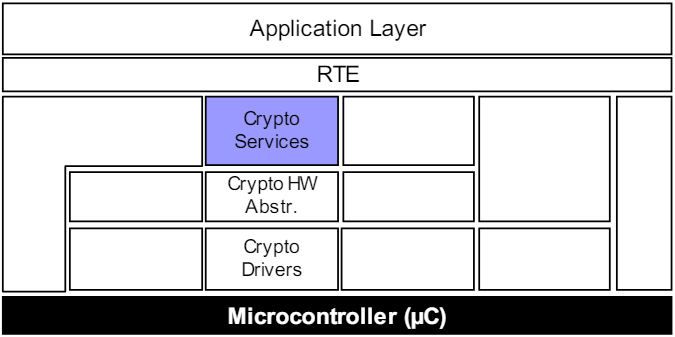 Application Layer
RTE
Crypto
Services
Crypto HW
Abstr.
Crypto
Drivers
Microcontroller (µC)